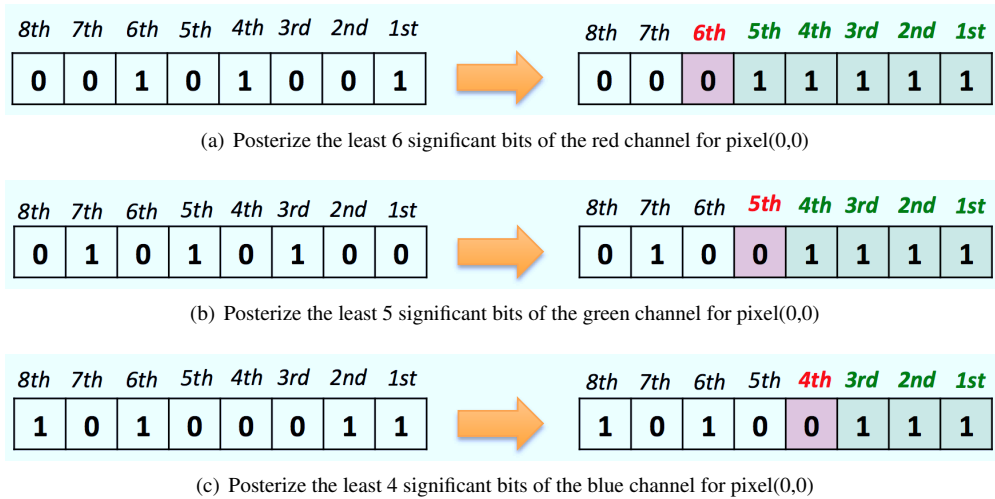 8th 7th 6th 5th 4th 3rd 2nd 1st 8th 7th 6th 5th 4th 3rd 2nd 1st
0 0 1 0 1 0 0 1 0 0 0 1 1 1 1 1
(a) Posterize the least 6 significant bits of the red channel for pixel(0,0)
8th 7th 6th 5th 4th 3rd 2nd 1st 8th 7th 6th 5th 4th 3rd 2nd 1st
0 1 0 1 0 1 0 0 0 1 0 0 1 1 1 1
(b) Posterize the least 5 significant bits of the green channel for pixel(0,0)
8th 7th 6th 5th 4th 3rd 2nd 1st 8th 7th 6th 5th 4th 3rd 2nd 1st
1 0 1 0 0 0 1 1 1 0 1 0 0 1 1 1
(c) Posterize the least 4 significant bits of the blue channel for pixel(0,0)